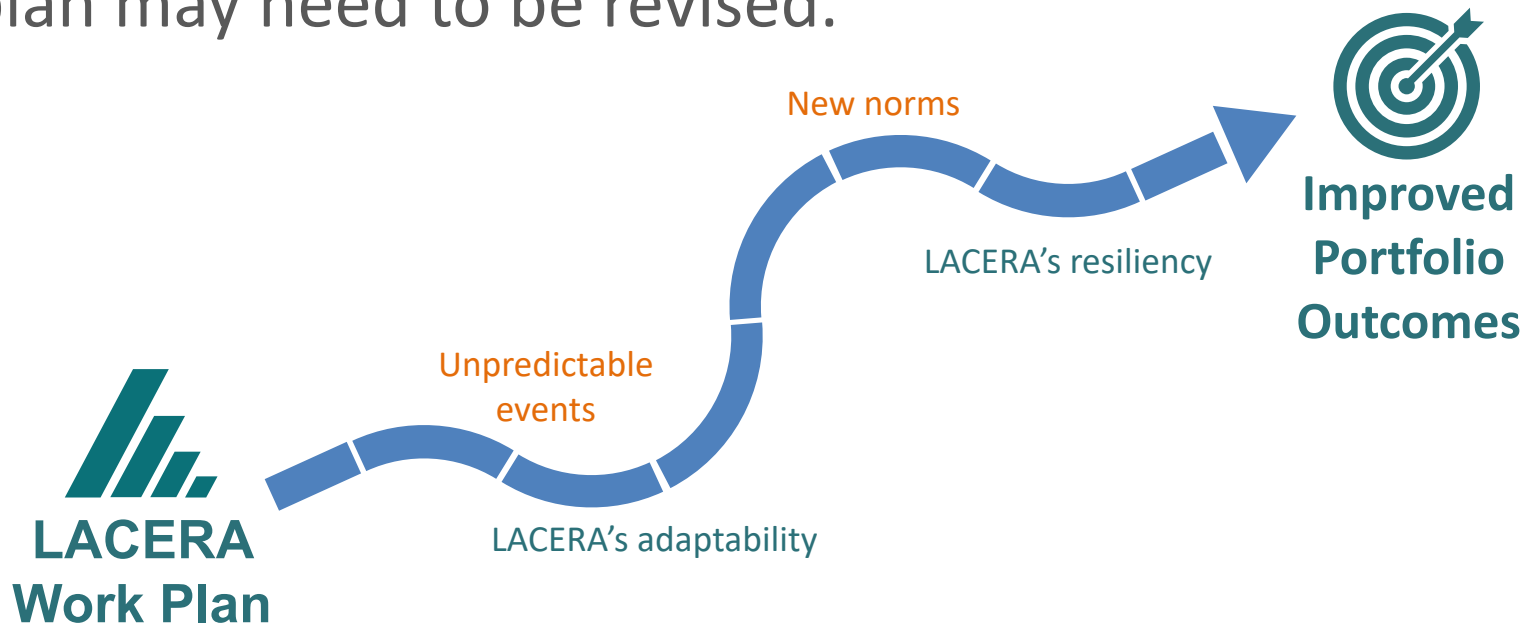 plan may need to be revised.
New norms
Improved
Portfolio
Outcomes
LACERA’s resiliency
Unpredictable
events
LACERA’s adaptability
LACERA
Work Plan